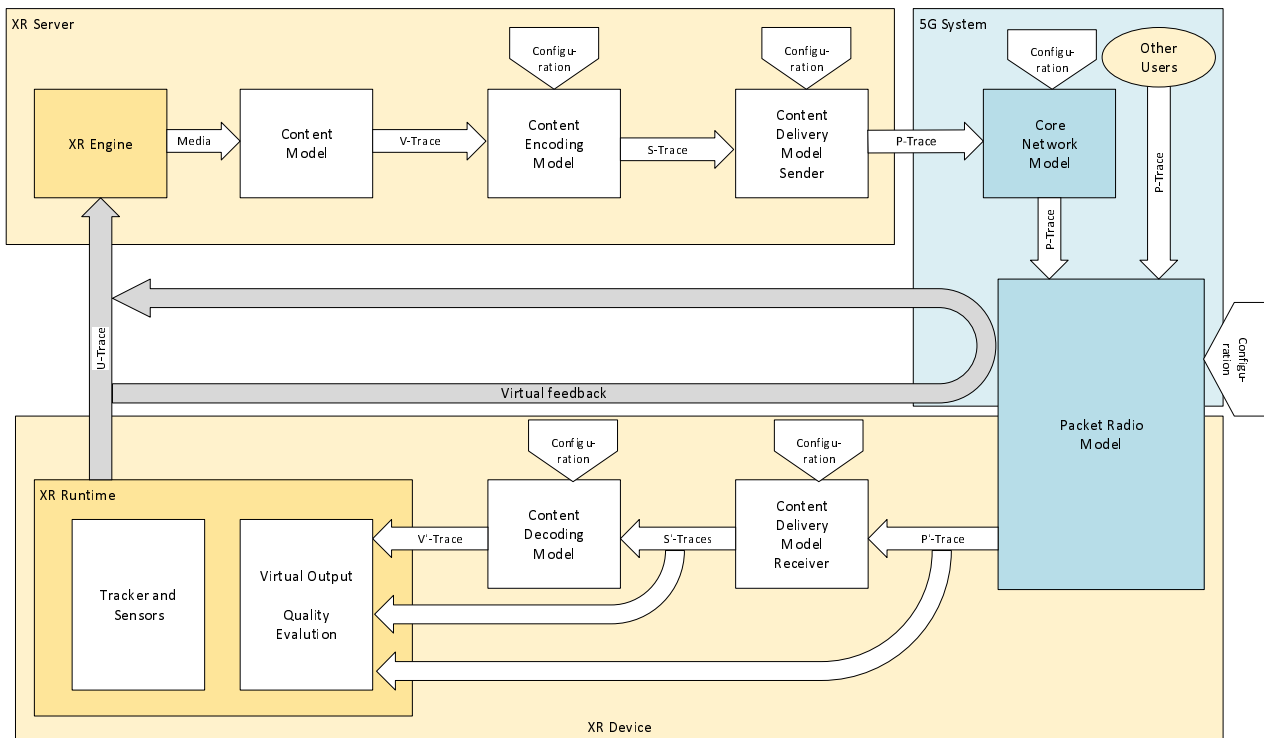 XR Server
5G System
Configu-
ration
Configu-
ration
Configu-
ration
Other
Users
XR Engine
Media
Content
Model
V-Trace
Content
Encoding
Model
S-Trace
Content
Delivery
Model
Sender
P-Trace
Core
Network
Model
P-Trace
P-Trace
U-Trace
Virtual feedback
Configu-
ration
Packet Radio
Model
Configu-
ration
Configu-
ration
XR Runtime
Tracker and
Sensors
Virtual Output
Quality
Evalution
V'-Trace
Content
Decoding
Model
S'-Traces
Content
Delivery
Model
Receiver
P'-Trace
XR Device